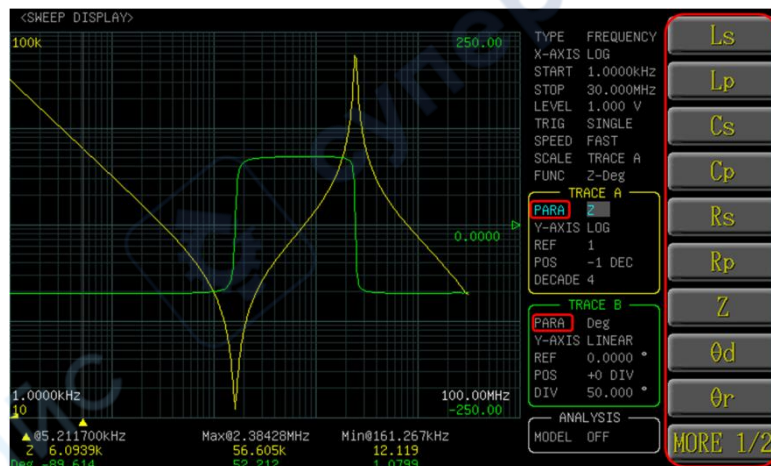 <SWEEP DISPLAY>
100k
250.00
0.0000
1.0000kHz
100.00MHz
10
-250.00
@5.211700kHz
Max@2.38428MHz
Min@161.267kHz
Z 6.0939k
56.605k
12.119
Deg -89.614
52.212
1.0799
TYPE FREQUENCY
X-AXIS LOG
START 1.0000kHz
STOP 30.000MHz
LEVEL 1.000 V
TRIG SINGLE
SPEED FAST
SCALE TRACE A
FUNC Z-Deg
TRACE A
PARA Z
Y-AXIS LOG
REF 1
POS -1 DEC
DECADE 4
TRACE B
PARA Deg
Y-AXIS LINEAR
REF 0.0000 °
POS +0 DIV
DIV 50.000 °
ANALYSIS
MODEL OFF
Ls
Lp
Cs
Cp
Rs
Rp
Z
θd
θr
MORE 1/2